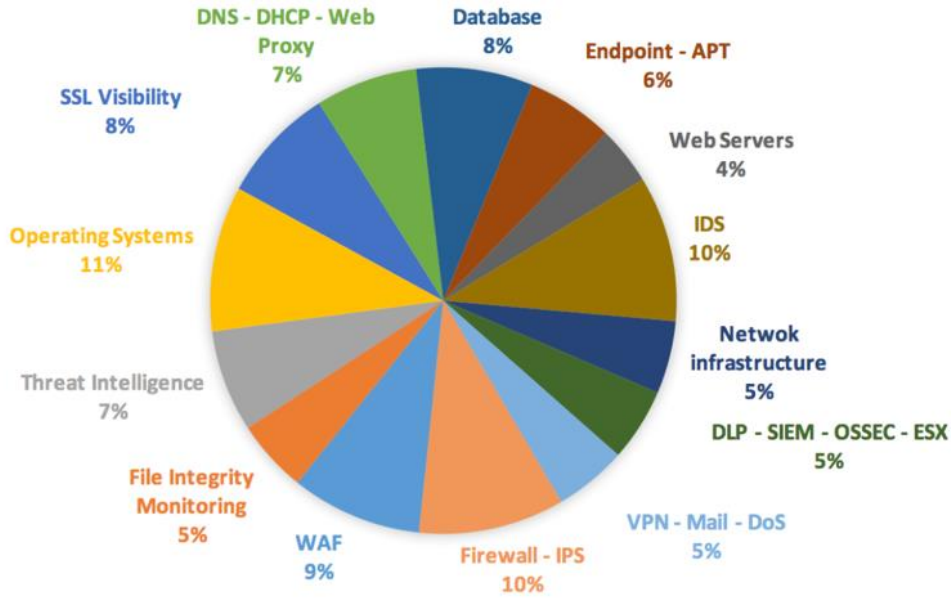 DNS - DHCP - Web
Proxy
7%
Database
8%
Endpoint - APT
6%
Web Servers
4%
IDS
10%
Netwok
infrastructure
5%
DLP - SIEM - OSSEC - ESX
5%
VPN - Mail - DoS
5%
Firewall - IPS
10%
WAF
9%
File Integrity
Monitoring
5%
Threat Intelligence
7%
Operating Systems
11%
SSL Visibility
8%